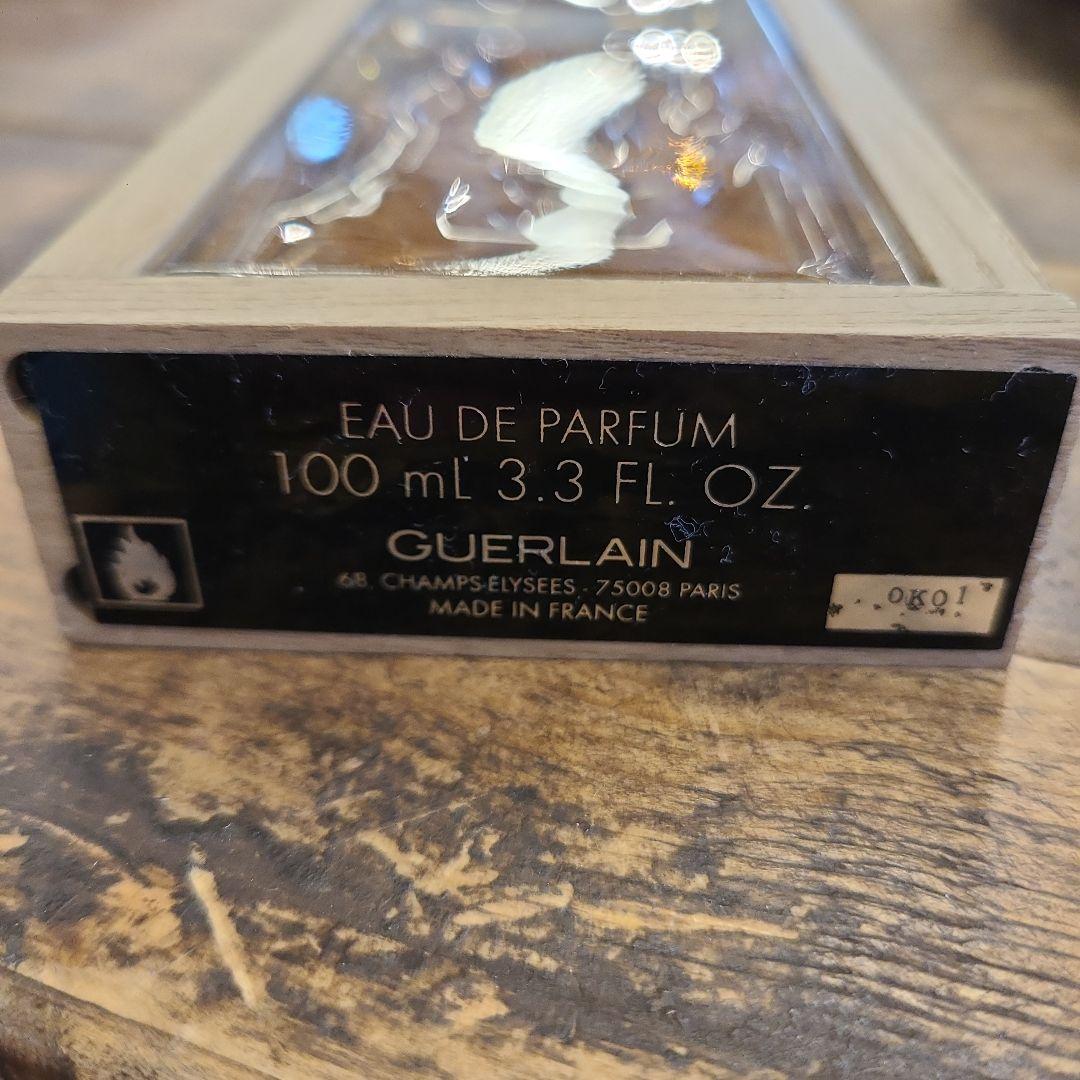 EAU DE PARFUM
100 mL 3.3 FL. OZ.
GUERLAIN
68, CHAMPS-ELYSEES - 75008 PARIS
MADE IN FRANCE
0K01